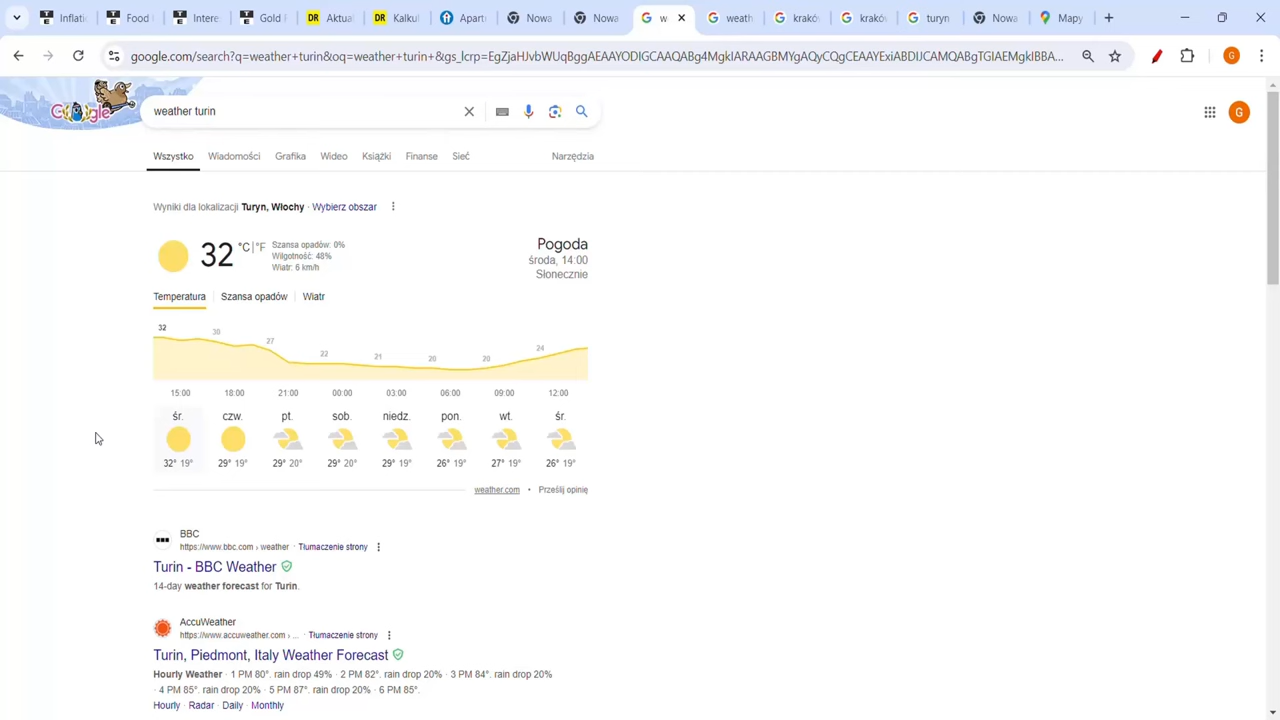 Inflati
Food
Intere
Gold
DR Aktua
DR Kalku
Apart
Nowa
Nowa
G w
G weath
G krakó
G krakó
G turyn
Nowa
Mapy
google.com/search?q=weather+turin&oq=weather+turin+&gs_lcrp=EgZjaHJvbWUqBggAEAAYODIGCAAQABg4MgkIARAAGBMYgAQyCQgCEAAYExiABDIJCAMQABgTGIAEMgkIBBA...
G
weather turin
G
Wszystko Wiadomości Grafika Wideo Książki Finanse Sieć Narzędzia
Wyniki dla lokalizacji Turyn, Włochy · Wybierz obszar
32 °C | °F
Szansa opadów: 0%
Wilgotność: 48%
Wiatr: 6 km/h
Pogoda
środa, 14:00
Słonecznie
Temperatura | Szansa opadów | Wiatr
32 30 27 22 21 20 20 24
15:00 18:00 21:00 00:00 03:00 06:00 09:00 12:00
śr. czw. pt. sob. niedz. pon. wt. śr.
32° 19° 29° 19° 29° 20° 29° 20° 29° 19° 26° 19° 27° 19° 26° 19°
weather.com • Prześlij opinię
BBC
https://www.bbc.com › weather · Tłumaczenie strony
Turin - BBC Weather
14-day weather forecast for Turin.
AccuWeather
https://www.accuweather.com › ... · Tłumaczenie strony
Turin, Piedmont, Italy Weather Forecast
Hourly Weather · 1 PM 80°. rain drop 49% · 2 PM 82°. rain drop 20% · 3 PM 84°. rain drop 20%
· 4 PM 85°. rain drop 20% · 5 PM 87°. rain drop 20% · 6 PM 85°.
Hourly · Radar · Daily · Monthly